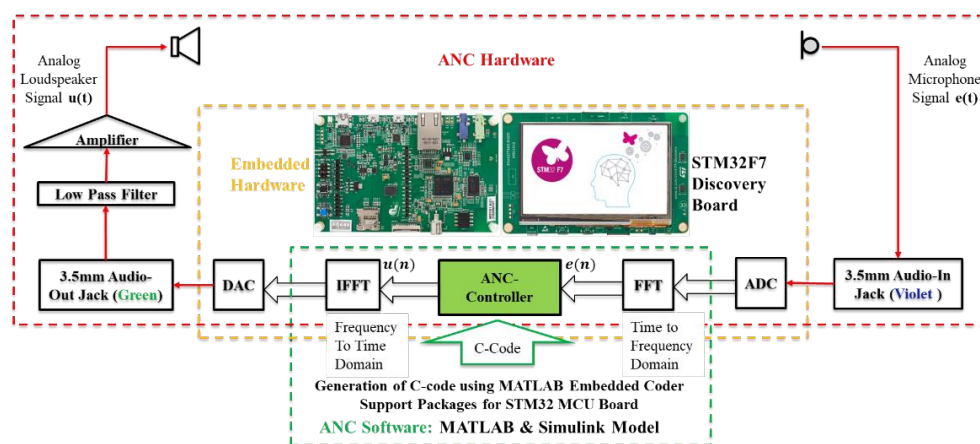 Analog
Loudspeaker
Signal u(t)
ANC Hardware
Analog
Microphone
Signal e(t)
Amplifier
Embedded
Hardware
STM32 F7
STM32F7
Discovery
Board
Low Pass Filter
3.5mm Audio-
Out Jack (Green)
DAC
IFFT
u(n)
ANC-
Controller
e(n)
FFT
ADC
3.5mm Audio-In
Jack (Violet )
Frequency
To Time
Domain
C-Code
Time to
Frequency
Domain
Generation of C-code using MATLAB Embedded Coder
Support Packages for STM32 MCU Board
ANC Software: MATLAB & Simulink Model